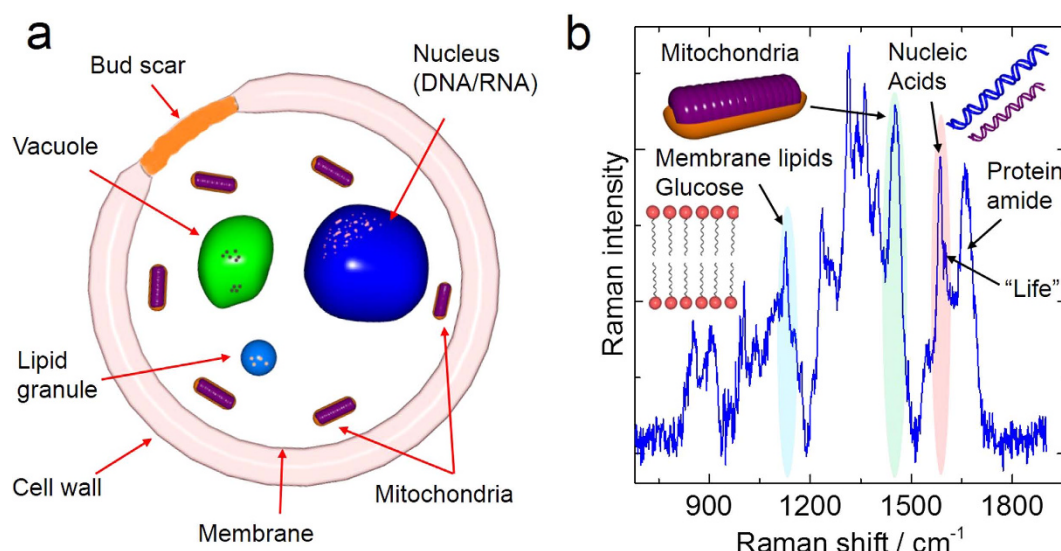 a
Bud scar
Nucleus
(DNA/RNA)
Vacuole
Lipid
granule
Cell wall
Membrane
Mitochondria
b
Mitochondria
Nucleic
Acids
Membrane lipids
Glucose
Protein
amide
“Life”
Raman intensity
900
1200
1500
1800
Raman shift / cm⁻¹